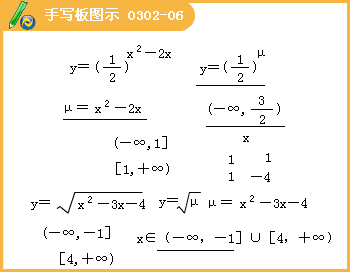 手写板图示 0302-06
y=(1/2)^(x²-2x)  y=(1/2)^μ
μ=x²-2x  (-∞, 3/2)
x
(-∞,1]  1  1
[1,+∞)  1  -4
y=√(x²-3x-4)  y=√μ  μ=x²-3x-4
(-∞,-1]  x∈(-∞, -1]∪[4, +∞)
[4,+∞)